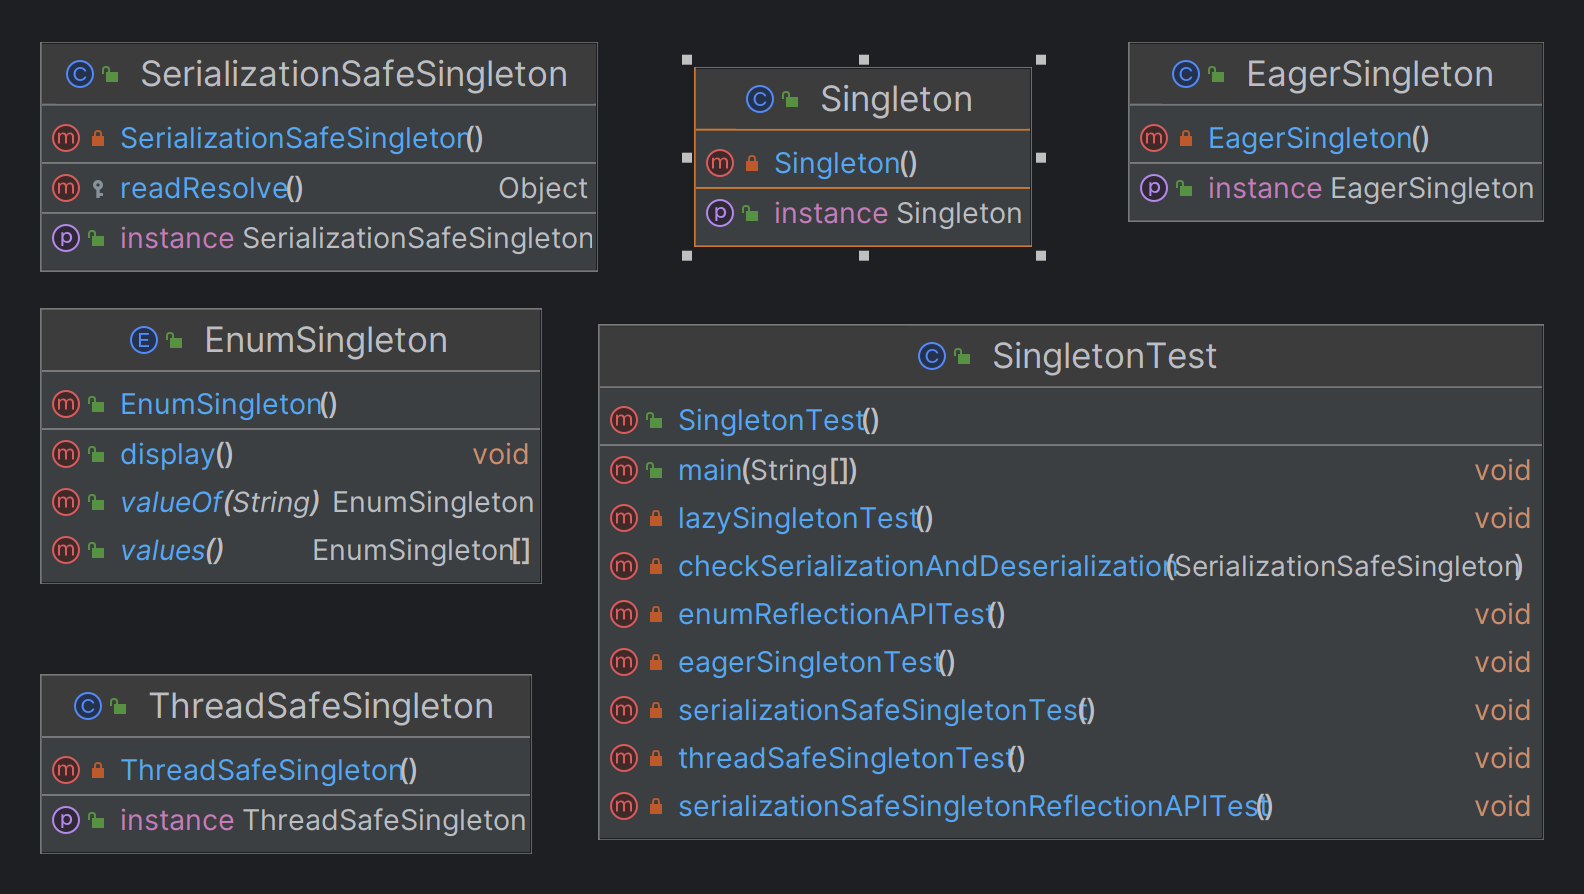 SerializationSafeSingleton
SerializationSafeSingleton()
readResolve() Object
instance SerializationSafeSingleton
Singleton
Singleton()
instance Singleton
EagerSingleton
EagerSingleton()
instance EagerSingleton
EnumSingleton
EnumSingleton()
display() void
valueOf(String) EnumSingleton
values() EnumSingleton[]
SingletonTest
SingletonTest()
main(String[]) void
lazySingletonTest() void
checkSerializationAndDeserialization(SerializationSafeSingleton)
enumReflectionAPITest() void
eagerSingletonTest() void
serializationSafeSingletonTest() void
threadSafeSingletonTest() void
serializationSafeSingletonReflectionAPITest() void
ThreadSafeSingleton
ThreadSafeSingleton()
instance ThreadSafeSingleton